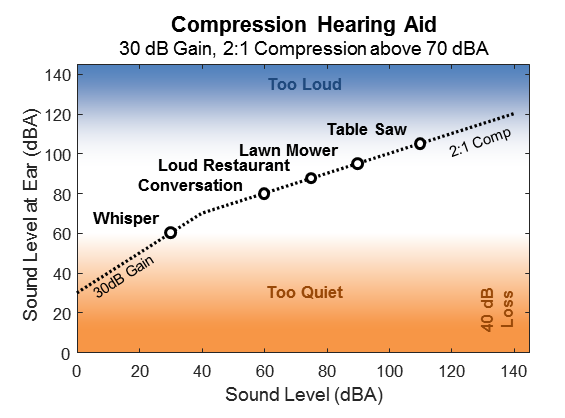 Compression Hearing Aid
30 dB Gain, 2:1 Compression above 70 dBA
Sound Level at Ear (dBA)
140
120
100
80
60
40
20
0
Too Loud
Table Saw
2:1 Comp
Lawn Mower
Loud Restaurant
Conversation
Whisper
30dB Gain
Too Quiet
40 dB
Loss
0 20 40 60 80 100 120 140
Sound Level (dBA)